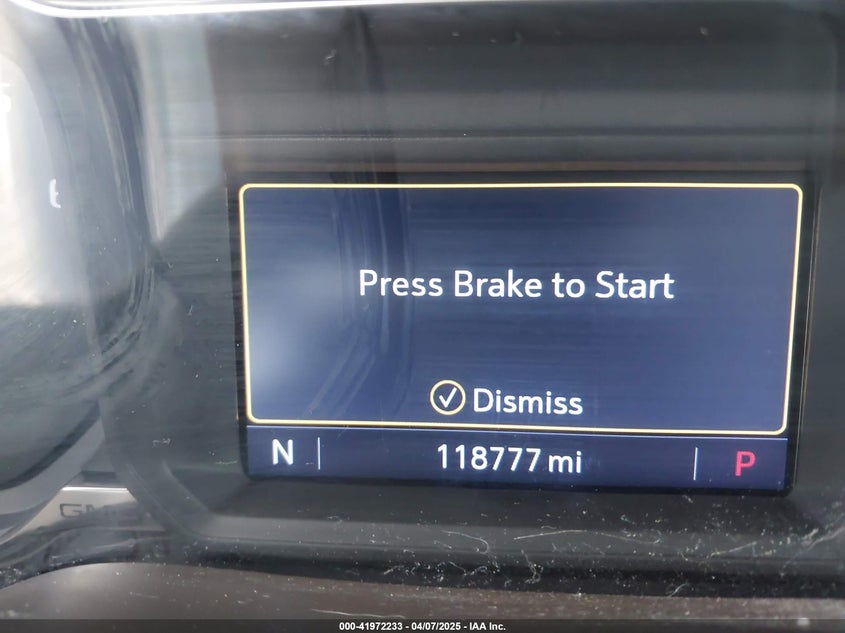 Press Brake to Start
Dismiss
N 118777 mi P
000-41972233 - 04/07/2025 - IAA Inc.